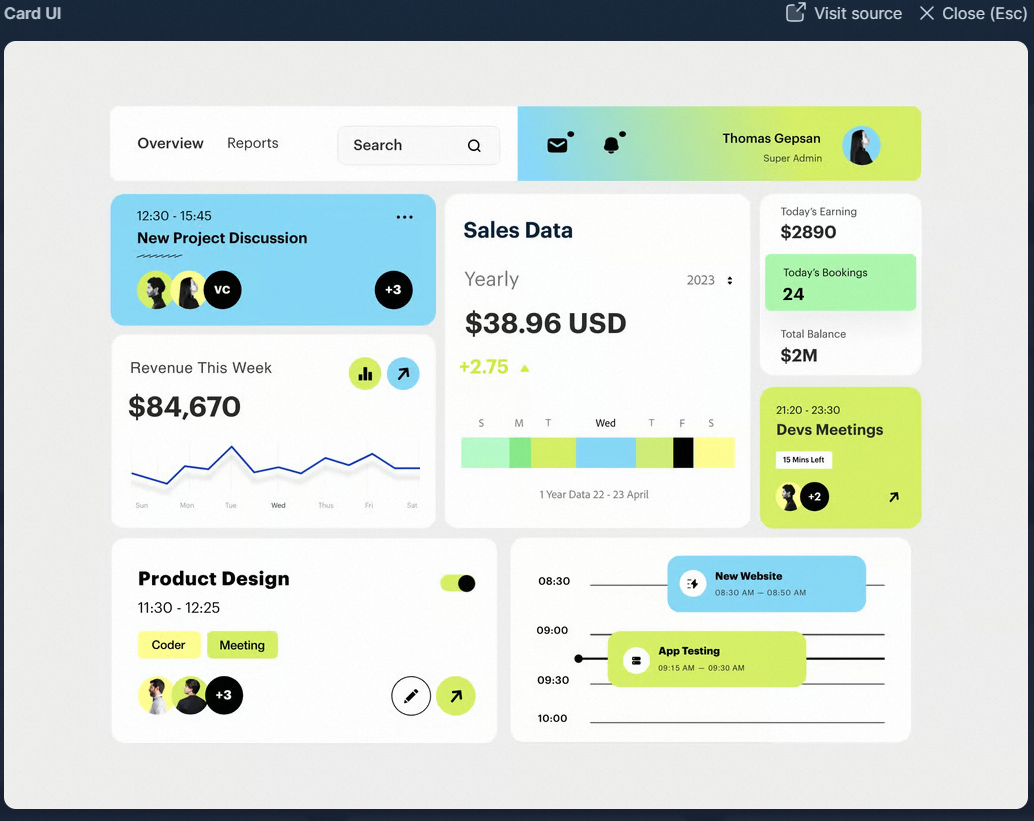 Card UI
Visit source
Close (Esc)
Overview
Reports
Search
Thomas Gepsan
Super Admin
12:30 - 15:45
New Project Discussion
VC
+3
Revenue This Week
$84,670
Sun Mon Tue Wed Thus Fri Sat
Sales Data
Yearly
2023
$38.96 USD
+2.75
S M T Wed T F S
1 Year Data 22 - 23 April
Today's Earning
$2890
Today's Bookings
24
Total Balance
$2M
21:20 - 23:30
Devs Meetings
15 Mins Left
+2
Product Design
11:30 - 12:25
Coder
Meeting
+3
08:30
New Website
08:30 AM — 08:50 AM
09:00
App Testing
09:15 AM — 09:30 AM
09:30
10:00